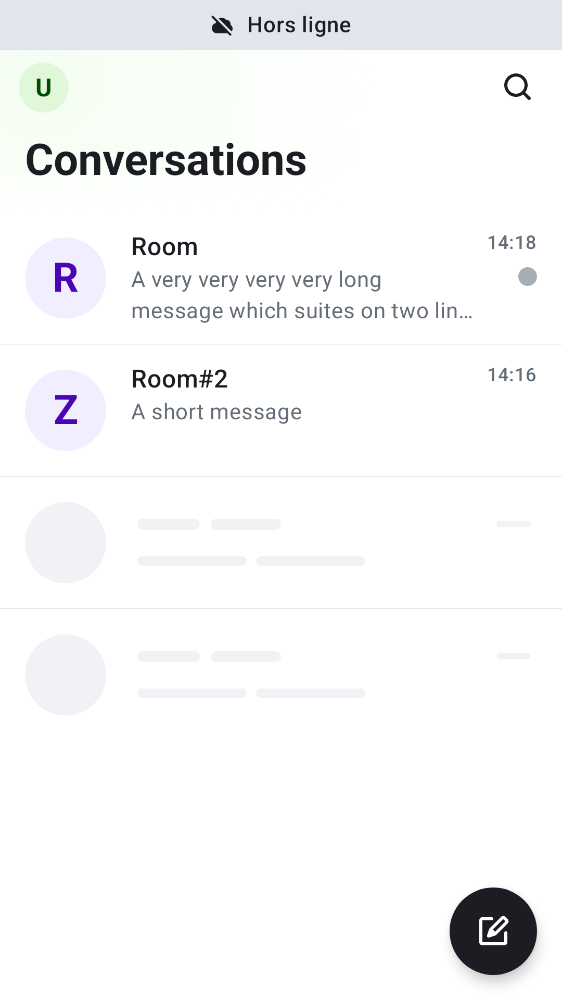 Hors ligne
U
Conversations
R
Room
14:18
A very very very very long
message which suites on two lin…
Z
Room#2
14:16
A short message